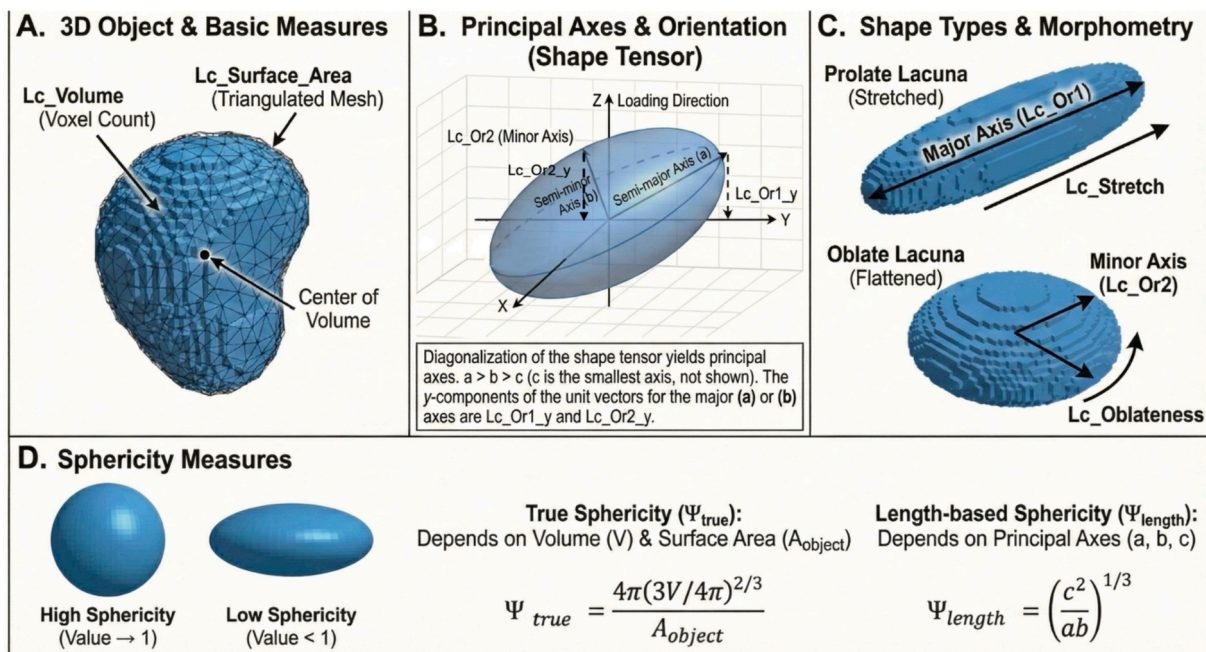 A. 3D Object & Basic Measures
Lc_Surface_Area
(Triangulated Mesh)
Lc_Volume
(Voxel Count)
Center of
Volume
B. Principal Axes & Orientation
(Shape Tensor)
Z
Loading Direction
Lc_Or2 (Minor Axis)
Lc_Or2_y
Semi-minor
Axis (b)
Semi-major Axis (a)
Lc_Or1_y
Y
X
Diagonalization of the shape tensor yields principal
axes. a > b > c (c is the smallest axis, not shown). The
y-components of the unit vectors for the major (a) or (b)
axes are Lc_Or1_y and Lc_Or2_y.
C. Shape Types & Morphometry
Prolate Lacuna
(Stretched)
Major Axis (Lc_Or1)
Lc_Stretch
Oblate Lacuna
(Flattened)
Minor Axis
(Lc_Or2)
Lc_Oblateness
D. Sphericity Measures
High Sphericity
(Value → 1)
Low Sphericity
(Value < 1)
True Sphericity (Ψtrue):
Depends on Volume (V) & Surface Area (Aobject)
Ψ true = 4π(3V/4π)^2/3 / Aobject
Length-based Sphericity (Ψlength):
Depends on Principal Axes (a, b, c)
Ψlength = (c²/ab)^1/3